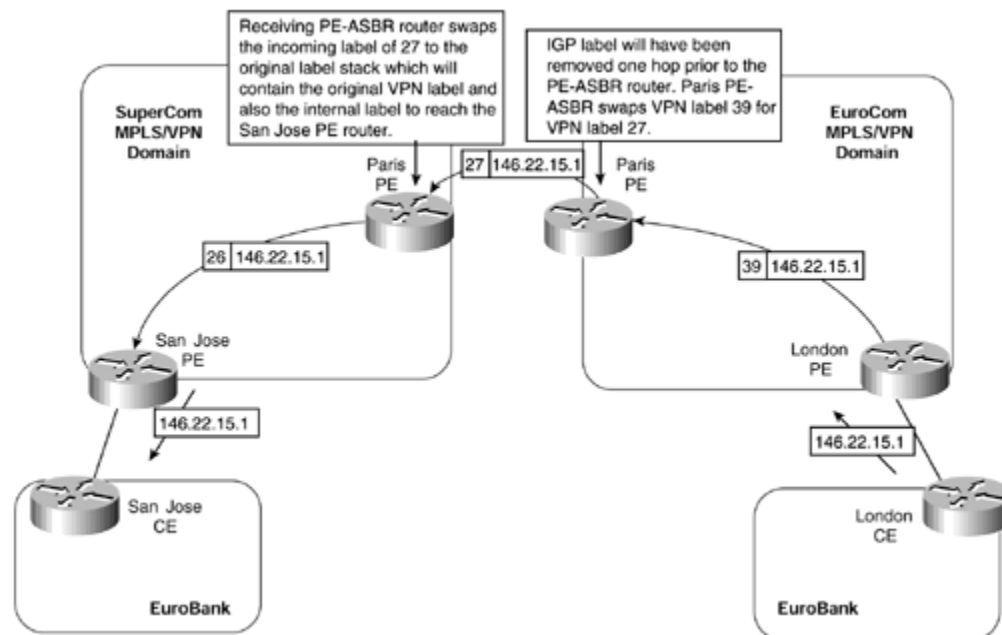 Receiving PE-ASBR router swaps
the incoming label of 27 to the
original label stack which will
contain the original VPN label and
also the internal label to reach the
San Jose PE router.
IGP label will have been
removed one hop prior to the
PE-ASBR router. Paris PE-
ASBR swaps VPN label 39 for
VPN label 27.
SuperCom
MPLS/VPN
Domain
EuroCom
MPLS/VPN
Domain
Paris
PE
27 146.22.15.1
Paris
PE
26 146.22.15.1
39 146.22.15.1
San Jose
PE
London
PE
146.22.15.1
146.22.15.1
San Jose
CE
London
CE
EuroBank
EuroBank